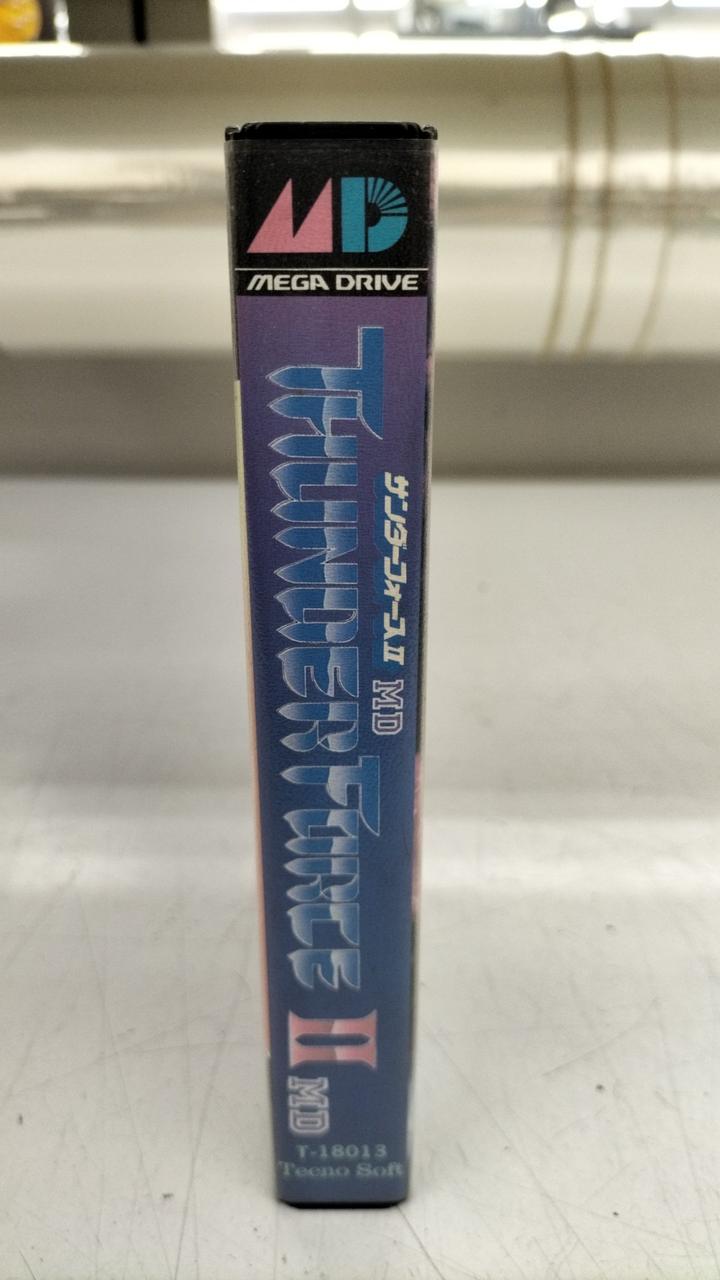 MD
MEGA DRIVE
サンダーフォースII MD
THUNDER FORCE II MD
T-18013
Tecno Soft